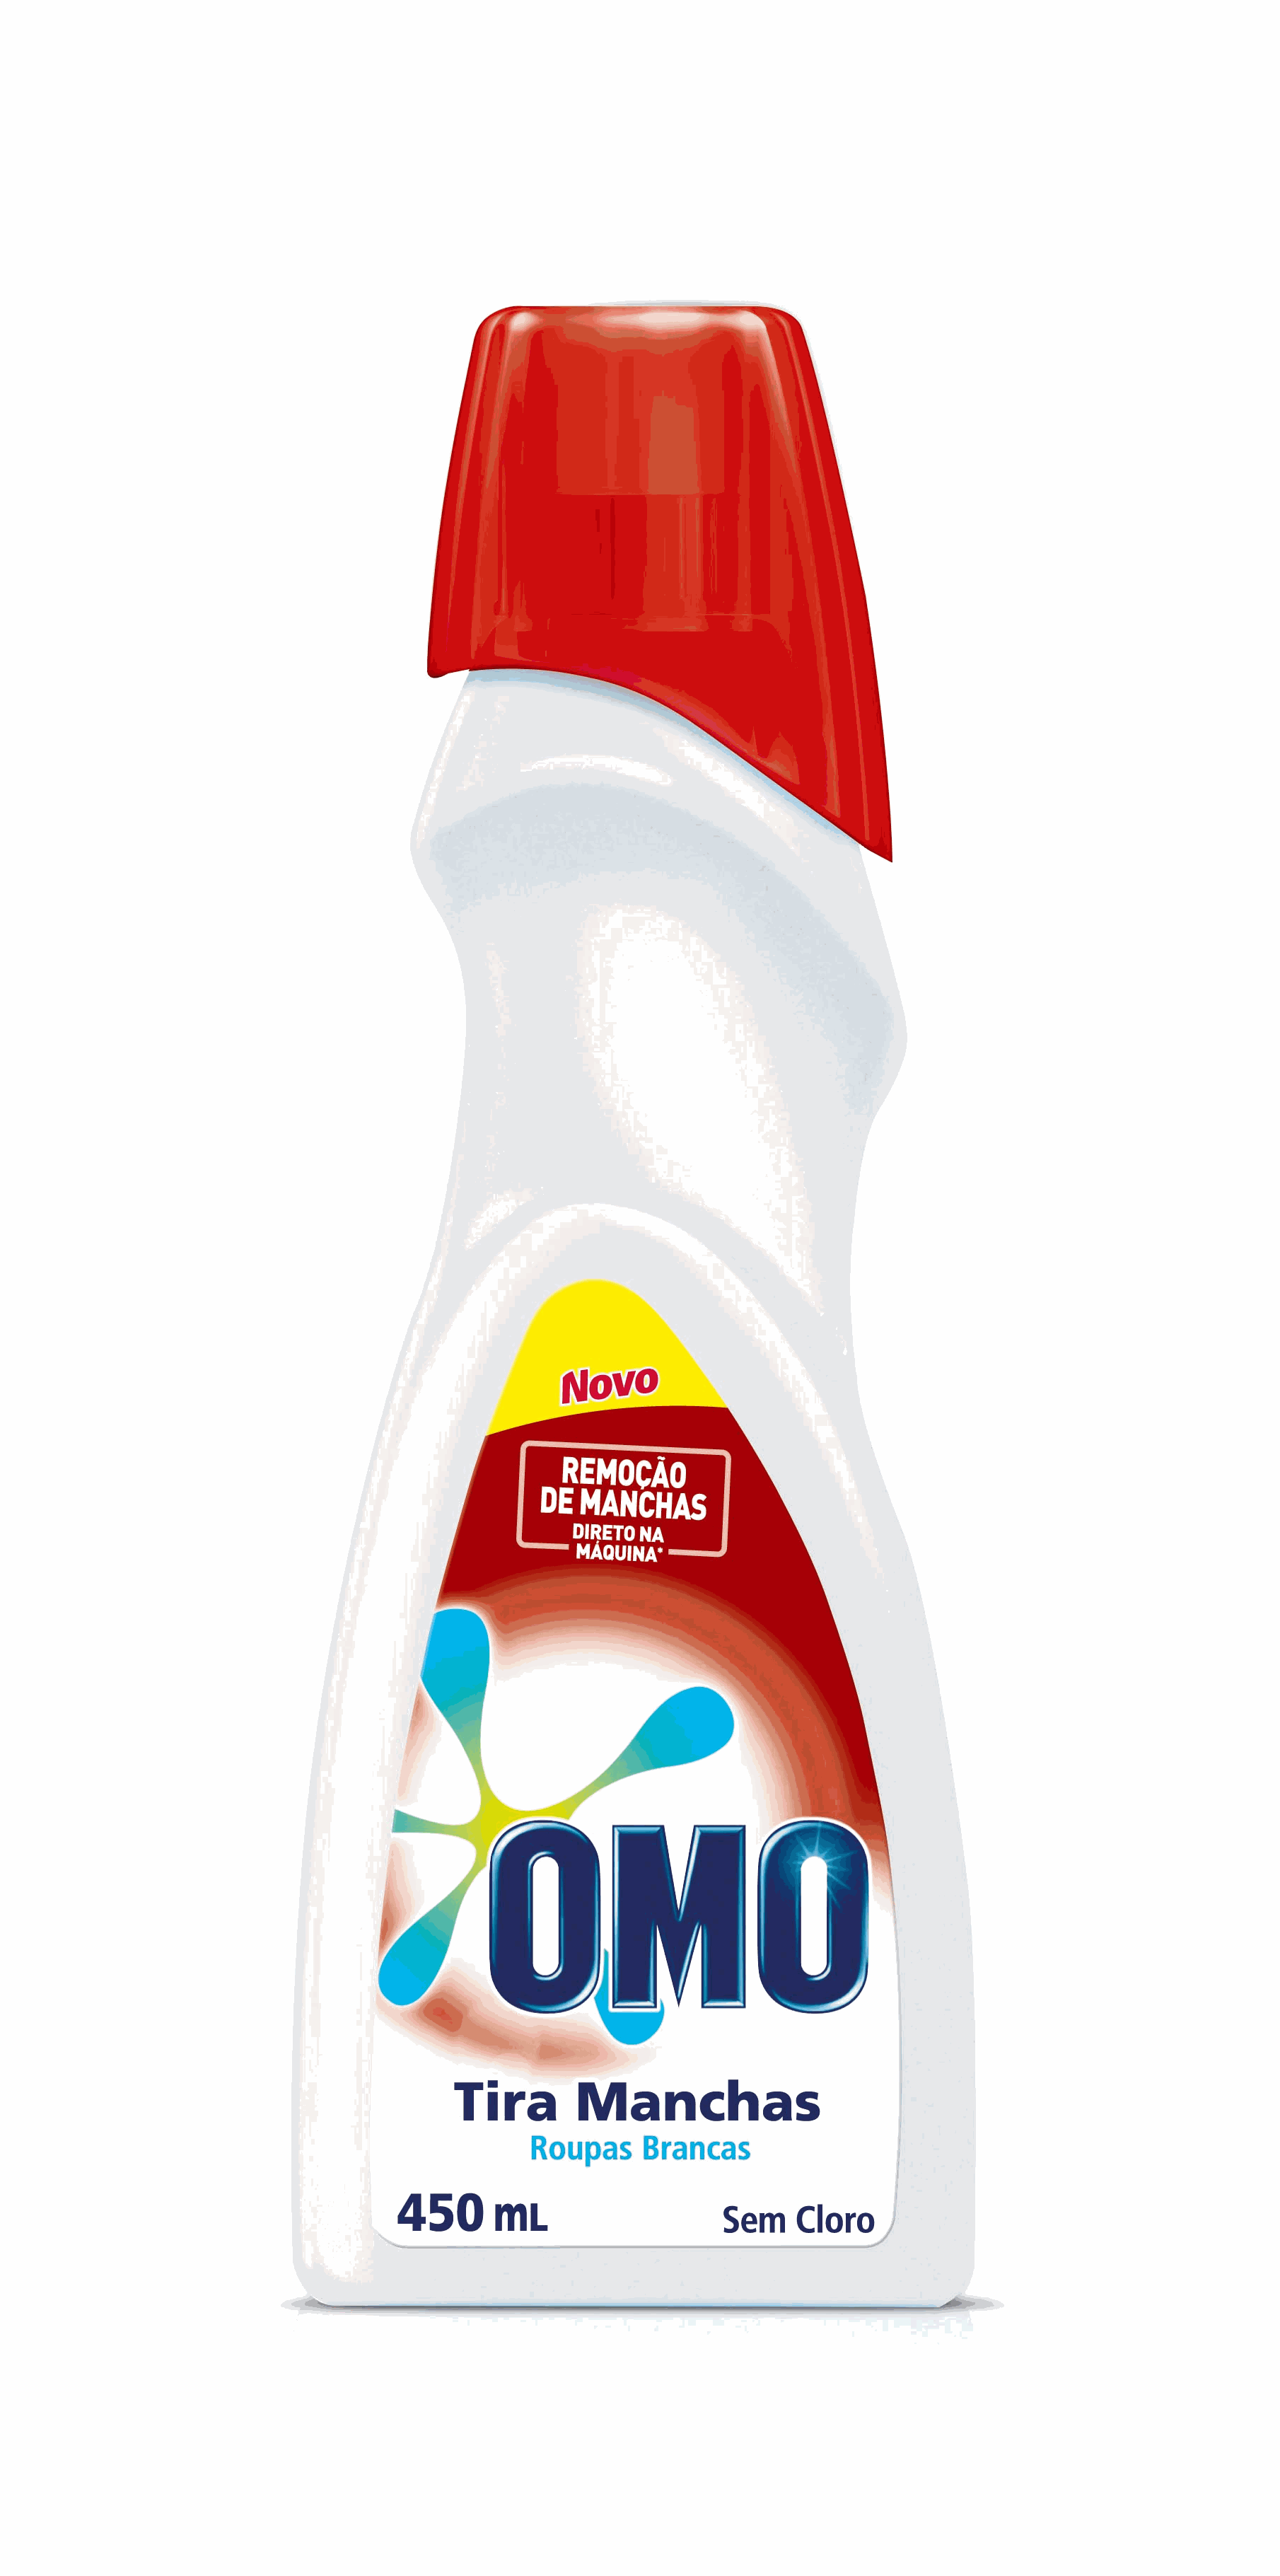 Novo
REMOÇÃO
DE MANCHAS
DIRETO NA
MÁQUINA*
OMO
Tira Manchas
Roupas Brancas
450 mL
Sem Cloro